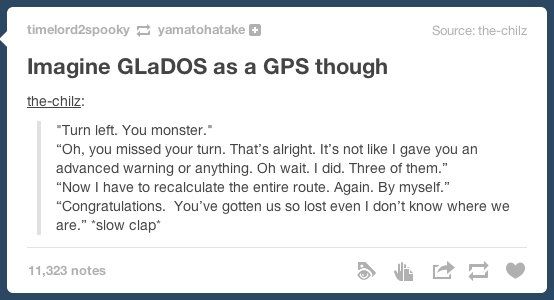 timelord2spooky yamatohatake Source: the-chilz
Imagine GLaDOS as a GPS though
the-chilz:
"Turn left. You monster."
“Oh, you missed your turn. That’s alright. It’s not like I gave you an
advanced warning or anything. Oh wait. I did. Three of them.”
“Now I have to recalculate the entire route. Again. By myself.”
“Congratulations.  You’ve gotten us so lost even I don’t know where we
are.” *slow clap*
11,323 notes